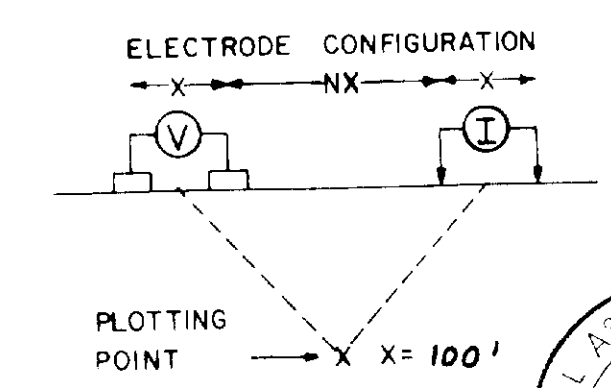 ELECTRODE CONFIGURATION
X NX X
V I
PLOTTING
POINT X X= 100'
L A